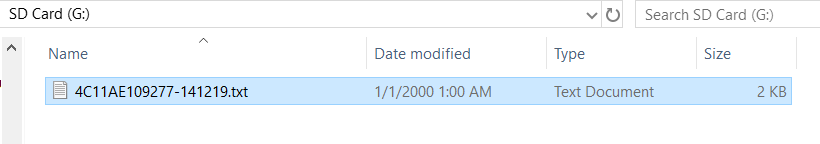 SD Card (G:)
Search SD Card (G:)
Name Date modified Type Size
4C11AE109277-141219.txt 1/1/2000 1:00 AM Text Document 2 KB